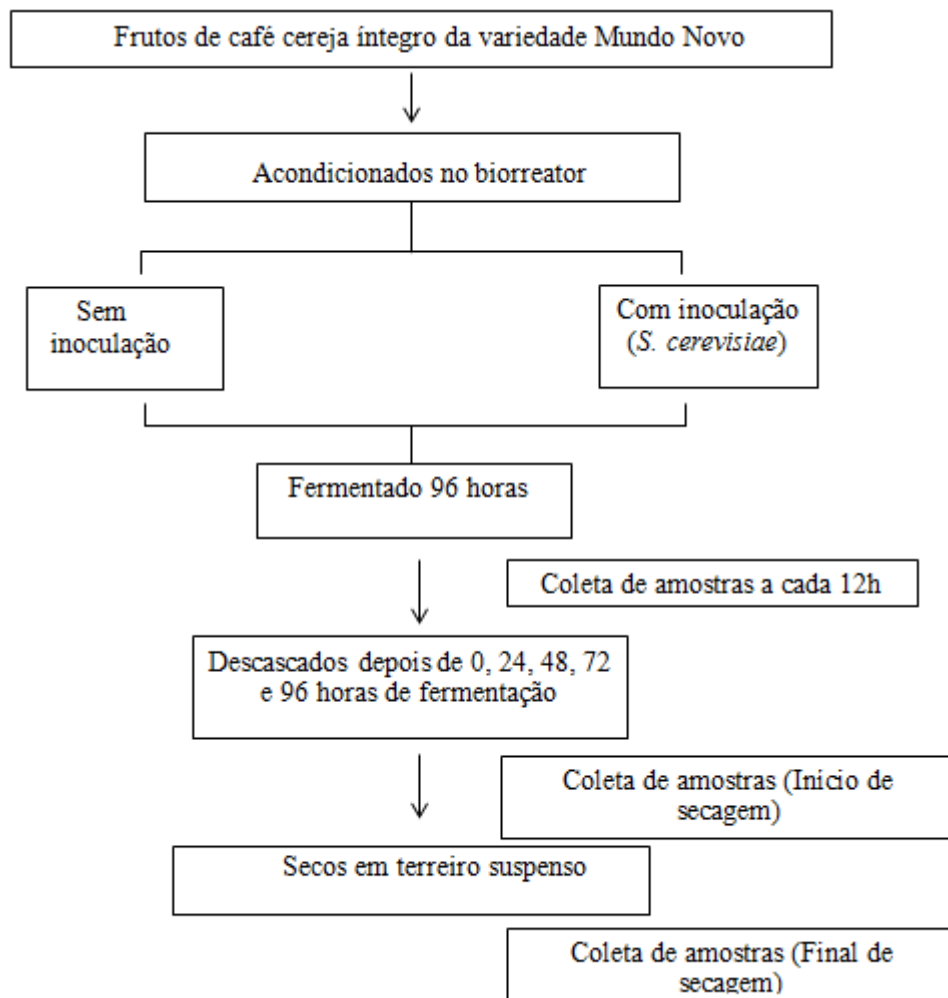 Frutos de café cereja íntegro da variedade Mundo Novo
Acondicionados no biorreator
Sem
inoculação
Com inoculação
(S. cerevisiae)
Fermentado 96 horas
Coleta de amostras a cada 12h
Descascados depois de 0, 24, 48, 72
e 96 horas de fermentação
Coleta de amostras (Início de
secagem)
Secos em terreiro suspenso
Coleta de amostras (Final de
secagem)